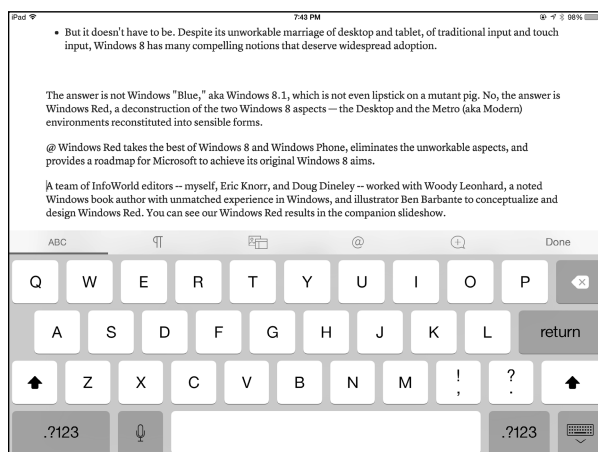 iPad 7:43 PM 98%
• But it doesn't have to be. Despite its unworkable marriage of desktop and tablet, of traditional input and touch
input, Windows 8 has many compelling notions that deserve widespread adoption.
The answer is not Windows "Blue," aka Windows 8.1, which is not even lipstick on a mutant pig. No, the answer is
Windows Red, a deconstruction of the two Windows 8 aspects — the Desktop and the Metro (aka Modern)
environments reconstituted into sensible forms.
@ Windows Red takes the best of Windows 8 and Windows Phone, eliminates the unworkable aspects, and
provides a roadmap for Microsoft to achieve its original Windows 8 aims.
A team of InfoWorld editors -- myself, Eric Knorr, and Doug Dineley -- worked with Woody Leonhard, a noted
Windows book author with unmatched experience in Windows, and illustrator Ben Barbante to conceptualize and
design Windows Red. You can see our Windows Red results in the companion slideshow.
ABC ¶ @ + Done
Q W E R T Y U I O P
A S D F G H J K L return
Z X C V B N M ! , ? .
.?123 .?123